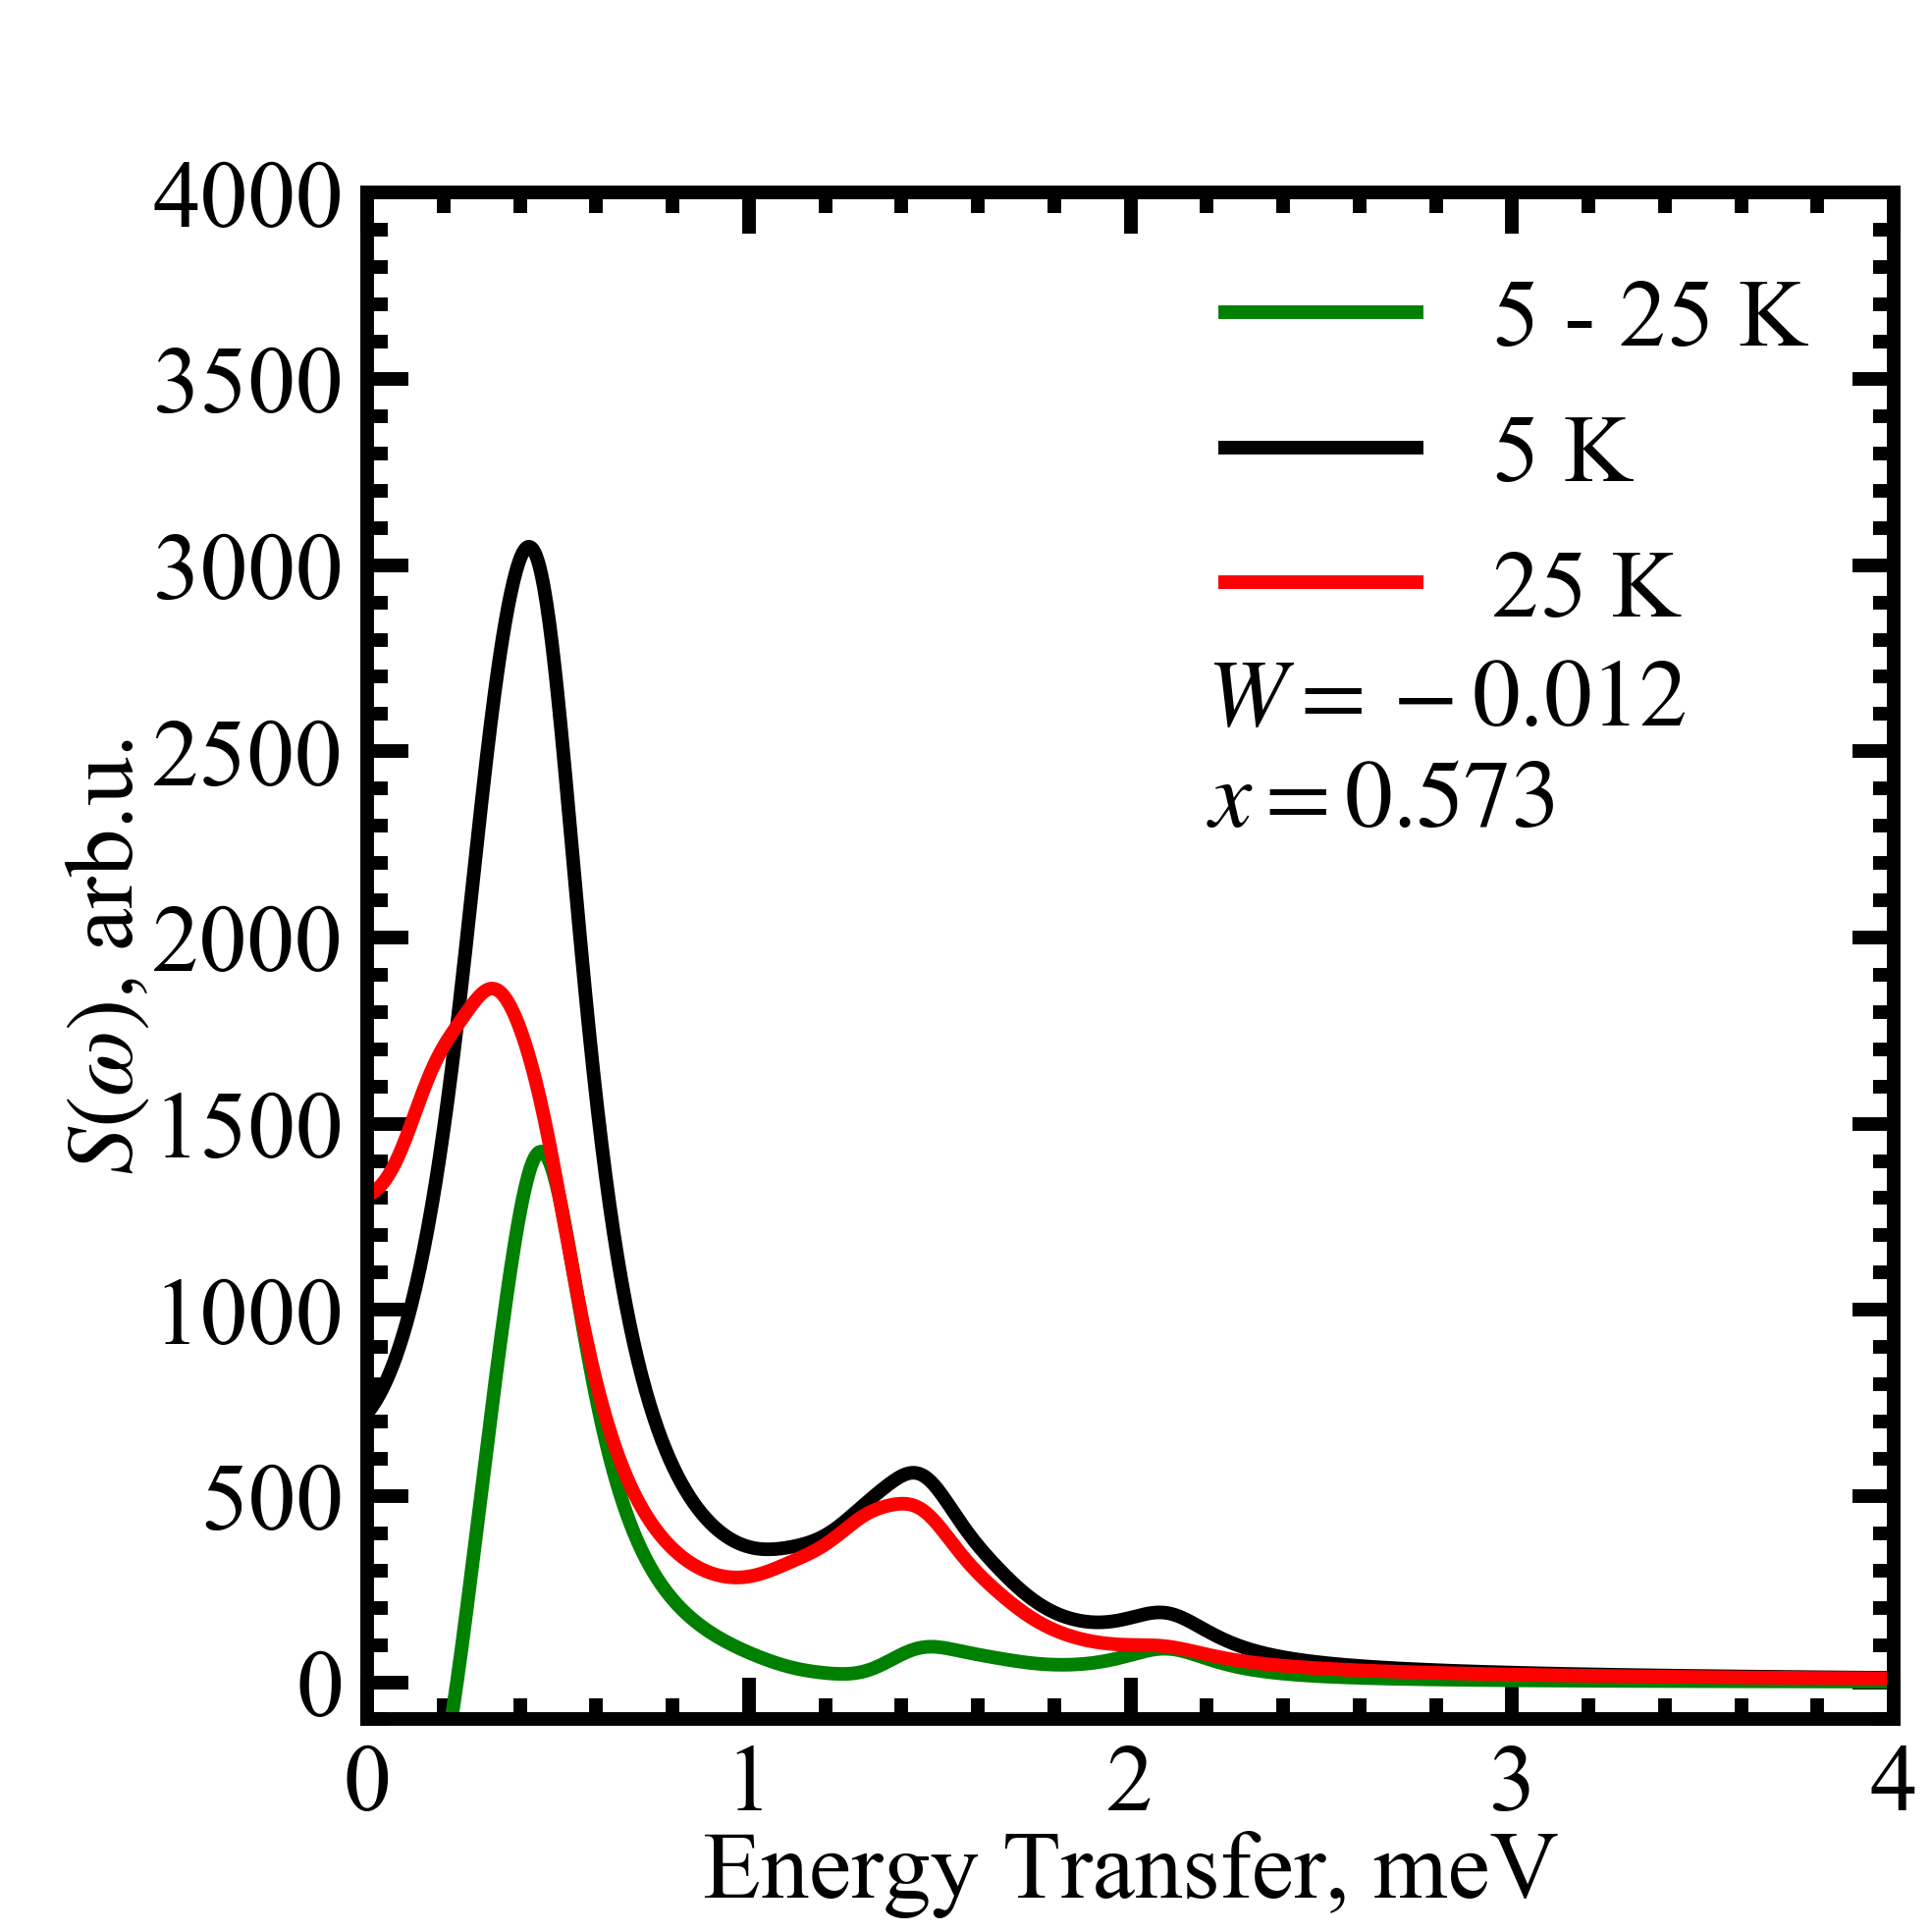 4000
3500
3000
2500
2000
1500
1000
500
0
S(ω), arb.u.
5 - 25 K
5 K
25 K
W = − 0.012
x = 0.573
0 1 2 3 4
Energy Transfer, meV